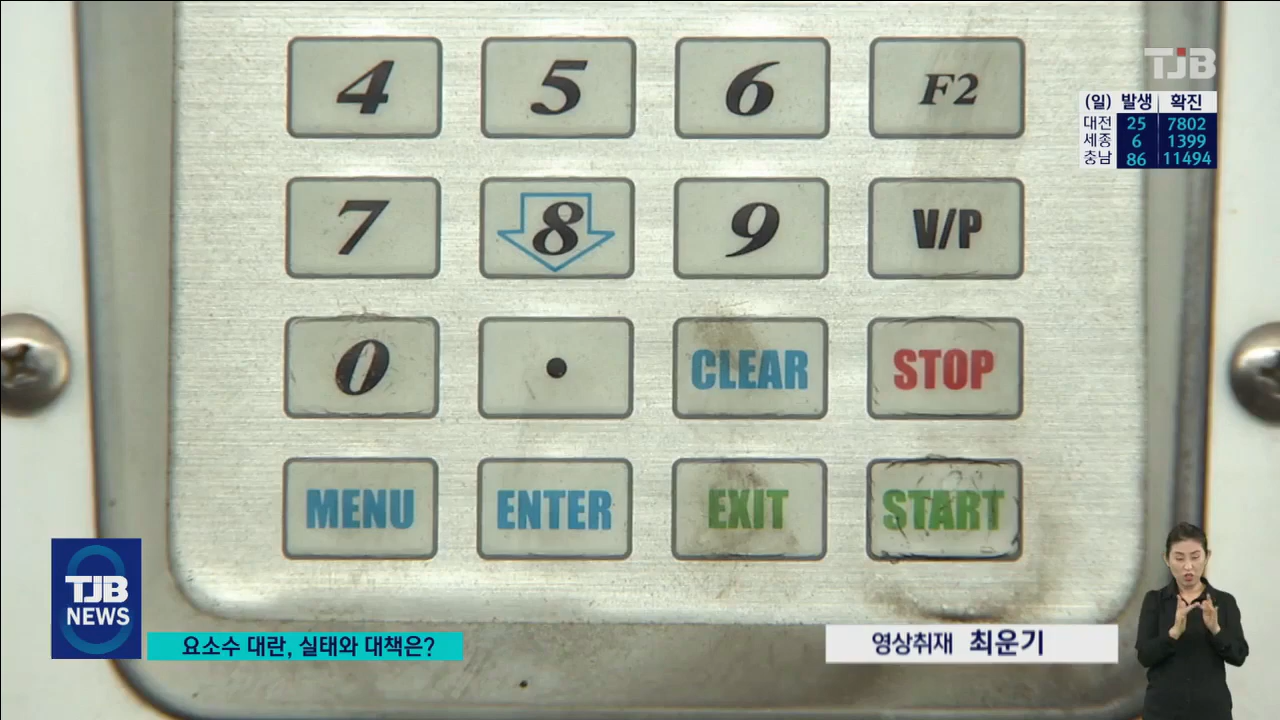 4 5 6 F2
TJB
(일) 발생 확진
대전 25 7802
세종 6 1399
충남 86 11494
7 8 9 V/P
0 . CLEAR STOP
MENU ENTER EXIT START
TJB
NEWS
요소수 대란, 실태와 대책은?
영상취재 최운기